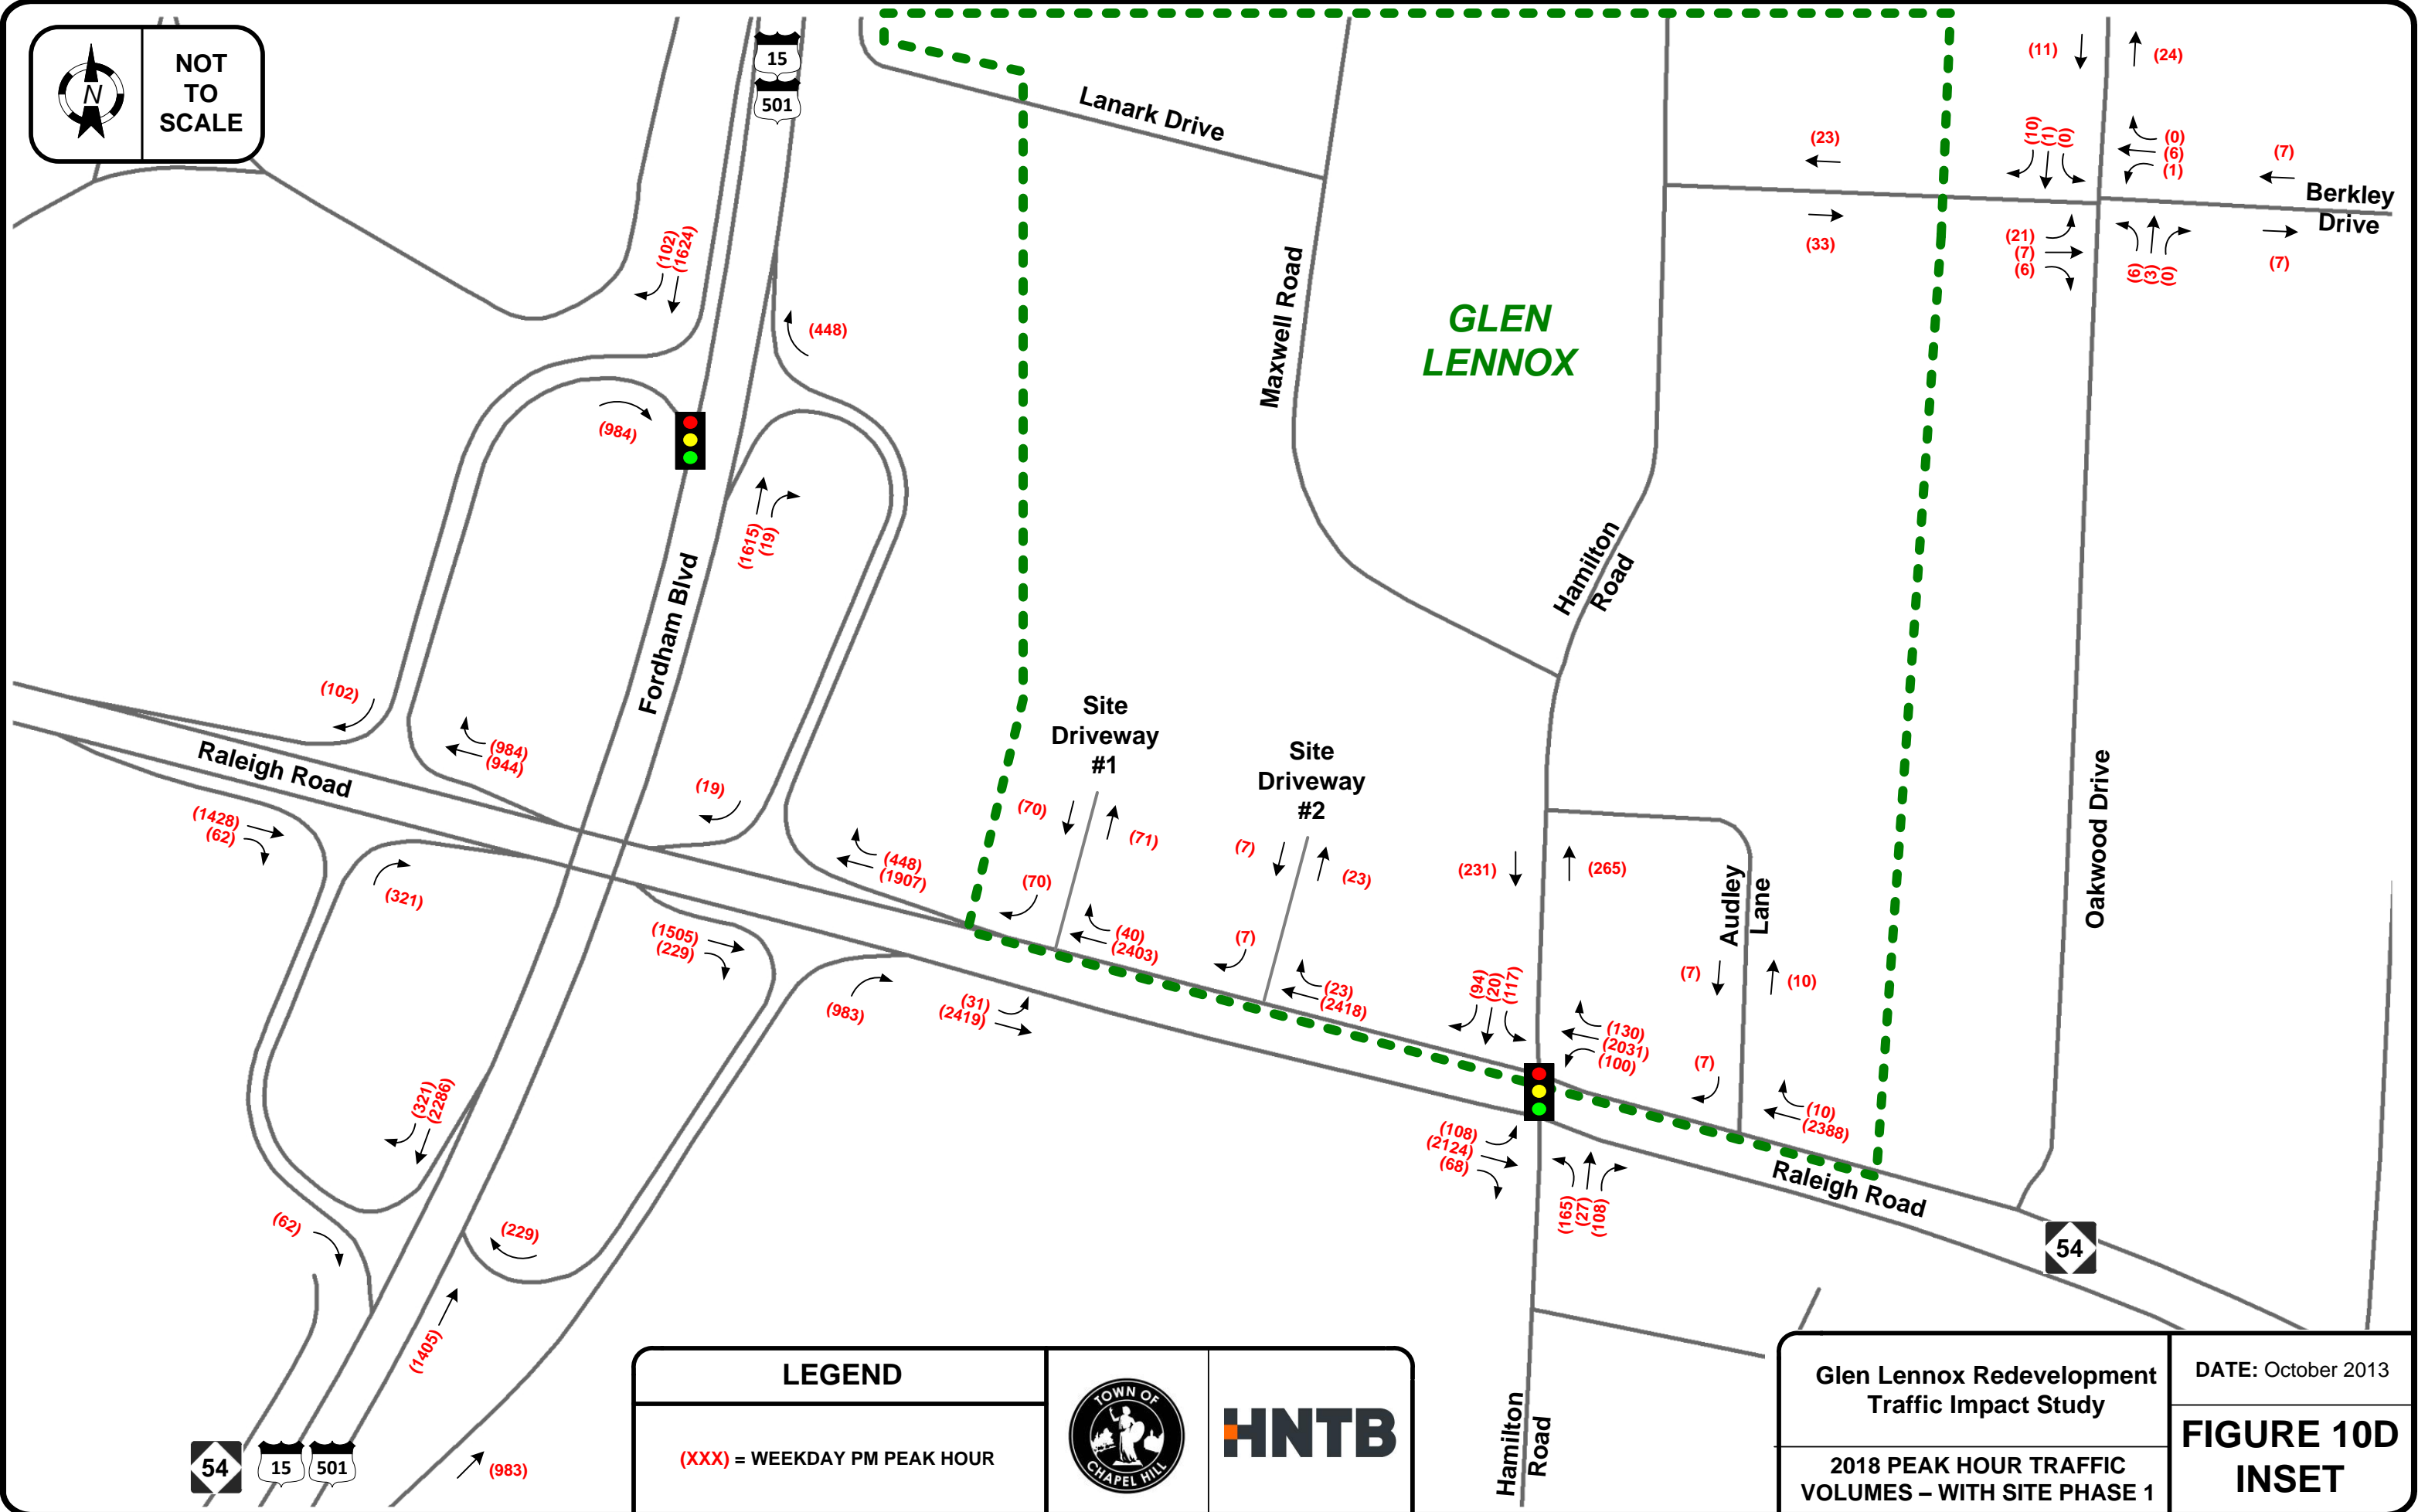 N
NOT
TO
SCALE
15
501
Lanark Drive
(11)
(24)
(10)
(1)
(0)
(0)
(6)
(1)
(7)
(23)
Berkley
Drive
(33)
(21)
(7)
(6)
(6)
(3)
(0)
(7)
(102)
(1624)
(448)
Maxwell Road
GLEN
LENNOX
(984)
(1615)
(19)
Hamilton
Road
Fordham Blvd
(102)
Raleigh Road
(984)
(944)
(19)
Site
Driveway
#1
Site
Driveway
#2
(70)
(71)
(7)
(23)
(1428)
(62)
(321)
(448)
(1907)
(70)
(40)
(2403)
(7)
(23)
(2418)
(231)
(265)
Audley
Lane
Oakwood Drive
(1505)
(229)
(983)
(31)
(2419)
(94)
(20)
(117)
(130)
(2031)
(100)
(7)
(10)
(7)
(10)
(2388)
(321)
(2286)
(108)
(2124)
(68)
(165)
(27)
(108)
Raleigh Road
54
(62)
(229)
(1405)
(983)
54
15
501
Hamilton
Road
LEGEND
(XXX) = WEEKDAY PM PEAK HOUR
TOWN OF
CHAPEL HILL
HNTB
Glen Lennox Redevelopment
Traffic Impact Study
2018 PEAK HOUR TRAFFIC
VOLUMES – WITH SITE PHASE 1
DATE: October 2013
FIGURE 10D
INSET